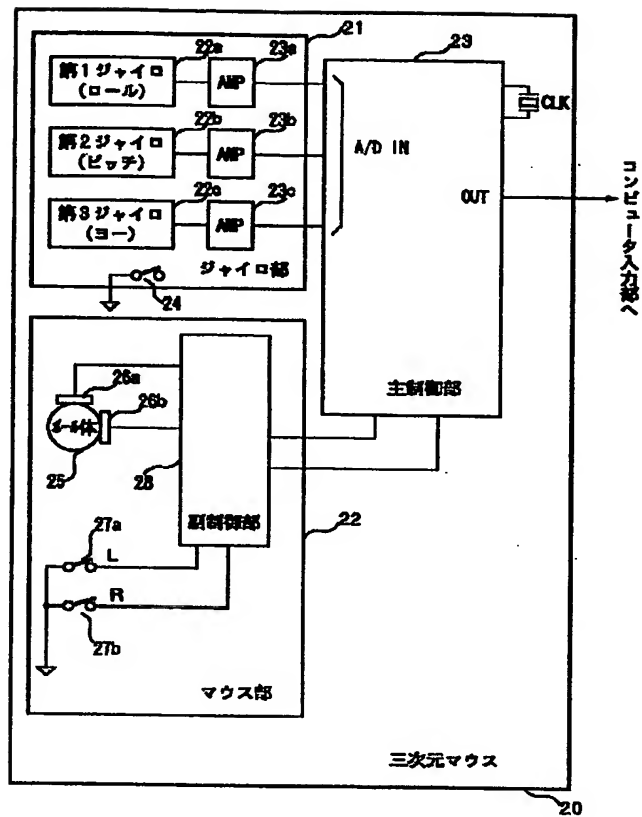 21
第1ジャイロ
(ロール)
22a
AMP
23a
第2ジャイロ
(ピッチ)
22b
AMP
23b
第3ジャイロ
(ヨー)
22c
AMP
23c
ジャイロ部
24
23
A/D IN
CLK
OUT
主制御部
コンピュータ入力部へ
26a
26b
ボール体
25
28
副制御部
27a
L
R
27b
22
マウス部
三次元マウス
20